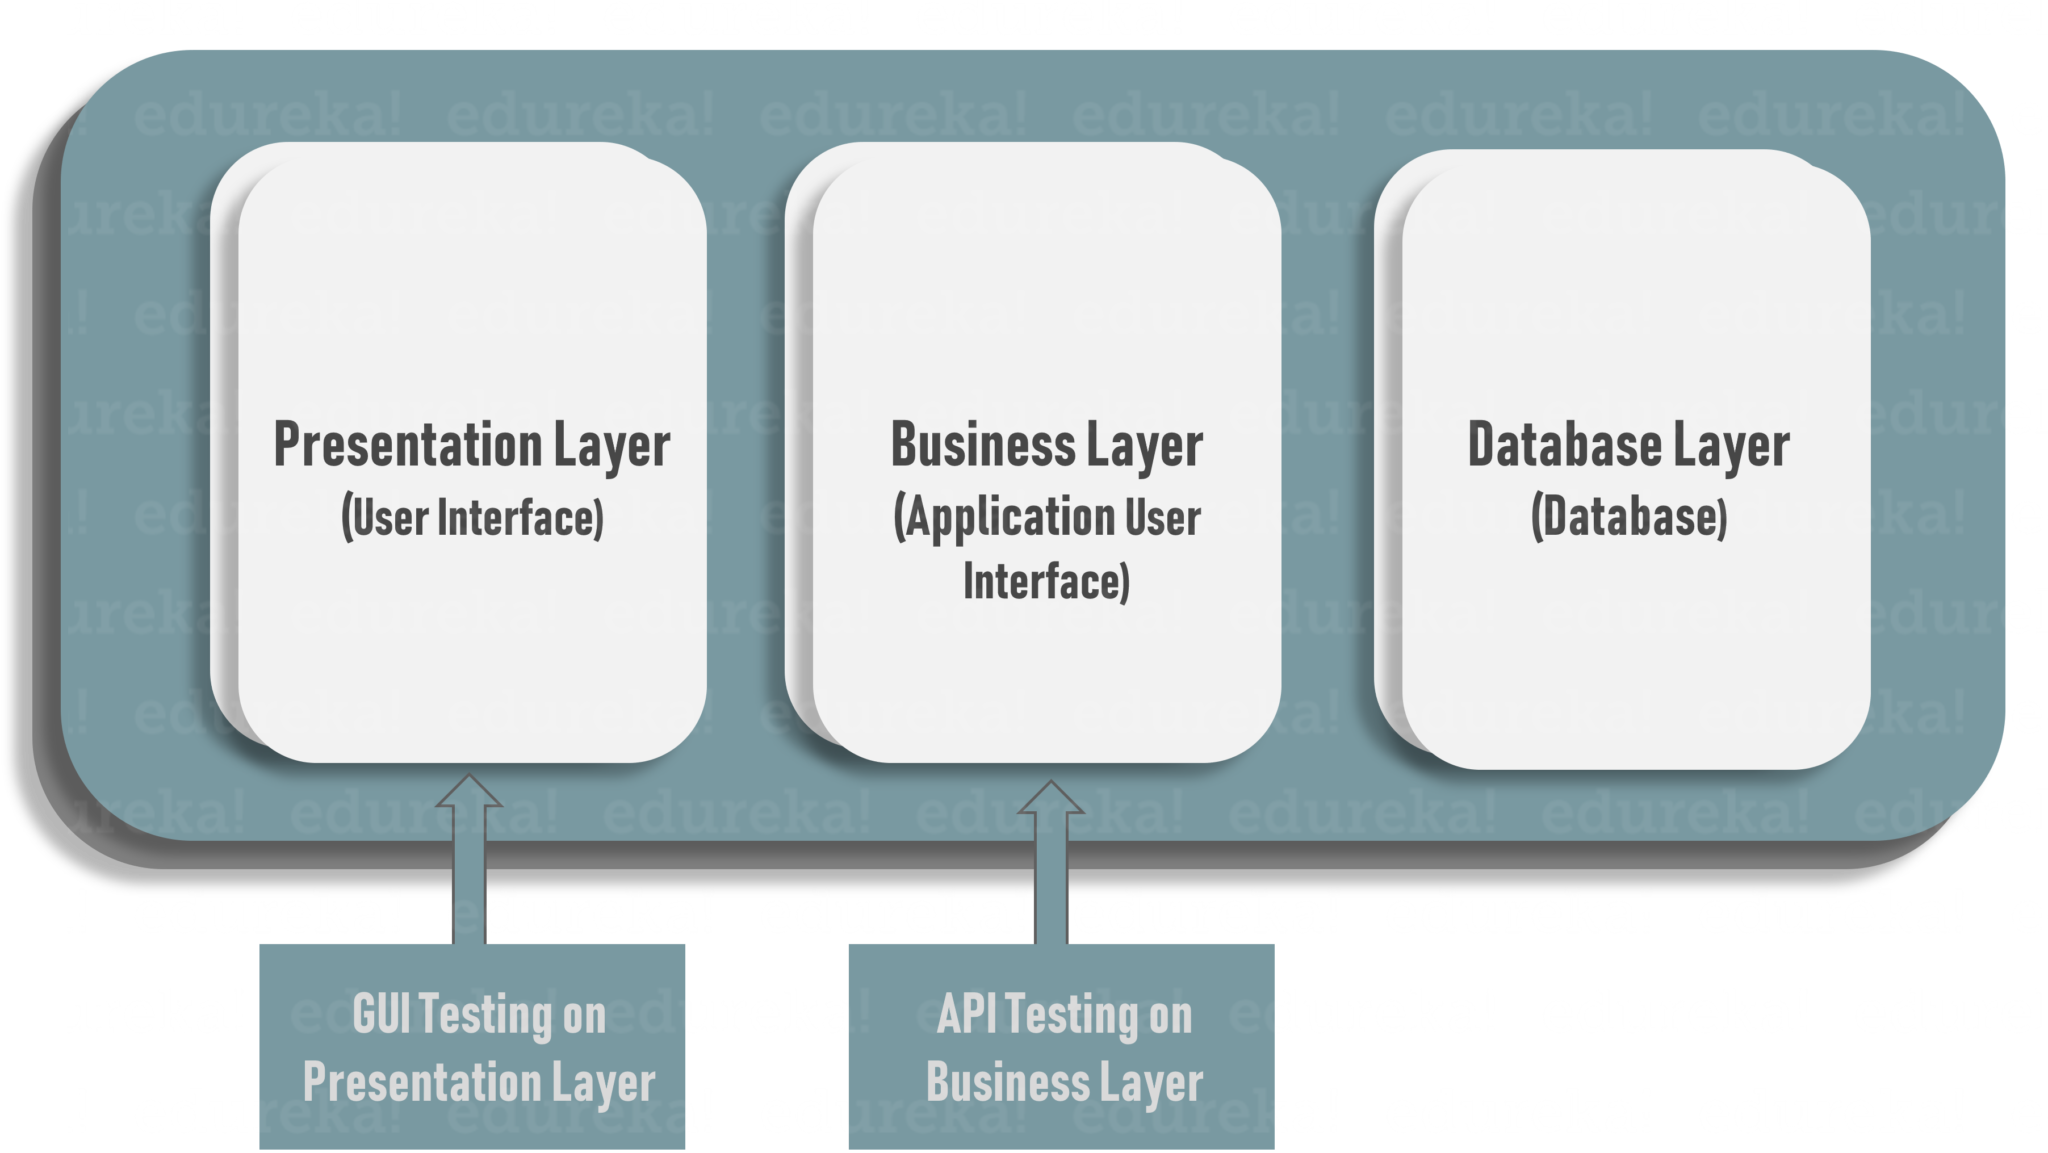 Presentation Layer
(User Interface)
Business Layer
(Application User
Interface)
Database Layer
(Database)
GUI Testing on
Presentation Layer
API Testing on
Business Layer
edureka!